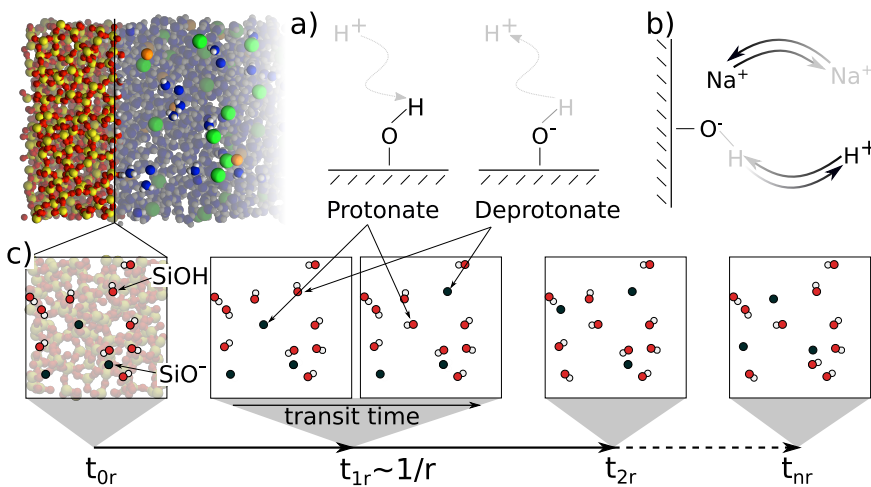 a)
H⁺
H
O
H⁺
H
O⁻
Protonate
Deprotonate
b)
Na⁺
Na⁺
O⁻
H
H⁺
c)
SiOH
SiO⁻
transit time
t₀ᵣ
t₁ᵣ~1/r
t₂ᵣ
tₙᵣ